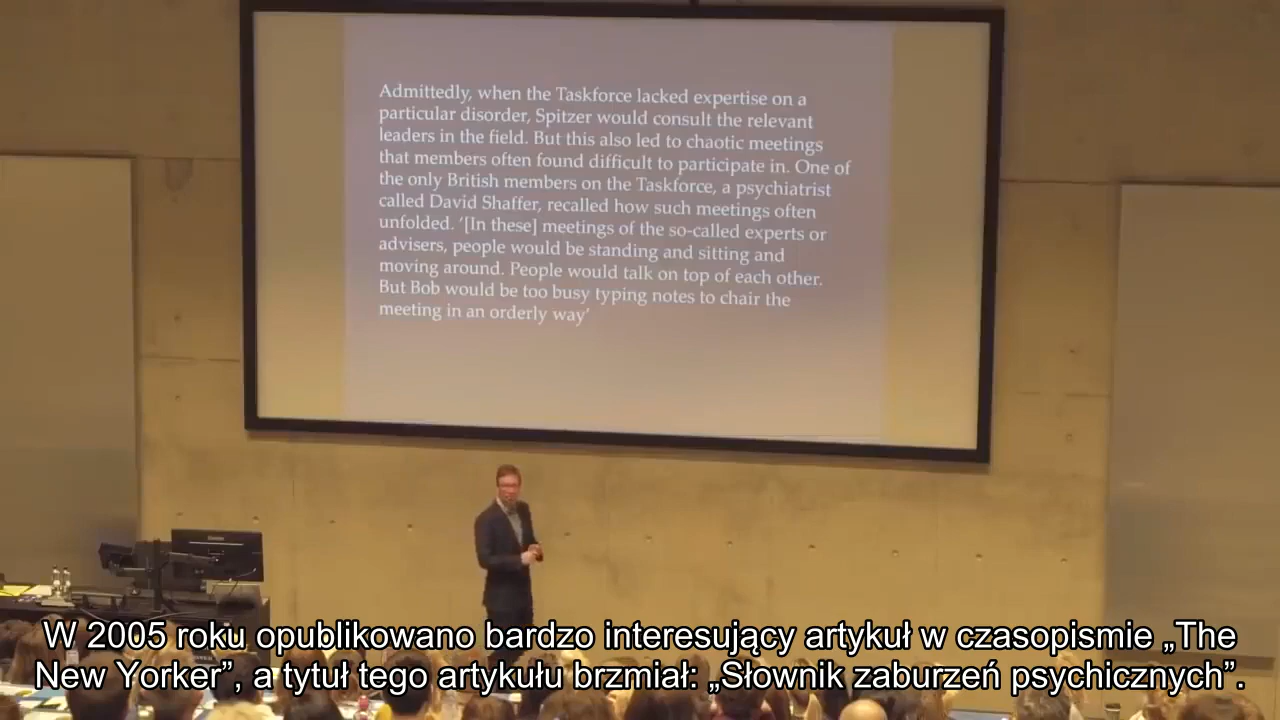 Admittedly, when the Taskforce lacked expertise on a
particular disorder, Spitzer would consult the relevant
leaders in the field. But this also led to chaotic meetings
that members often found difficult to participate in. One of
the only British members on the Taskforce, a psychiatrist
called David Shaffer, recalled how such meetings often
unfolded. ‘[In these] meetings of the so-called experts or
advisers, people would be standing and sitting and
moving around. People would talk on top of each other.
But Bob would be too busy typing notes to chair the
meeting in an orderly way’
W 2005 roku opublikowano bardzo interesujący artykuł w czasopismie „The
New Yorker”, a tytuł tego artykułu brzmiał: „Słownik zaburzeń psychicznych”.